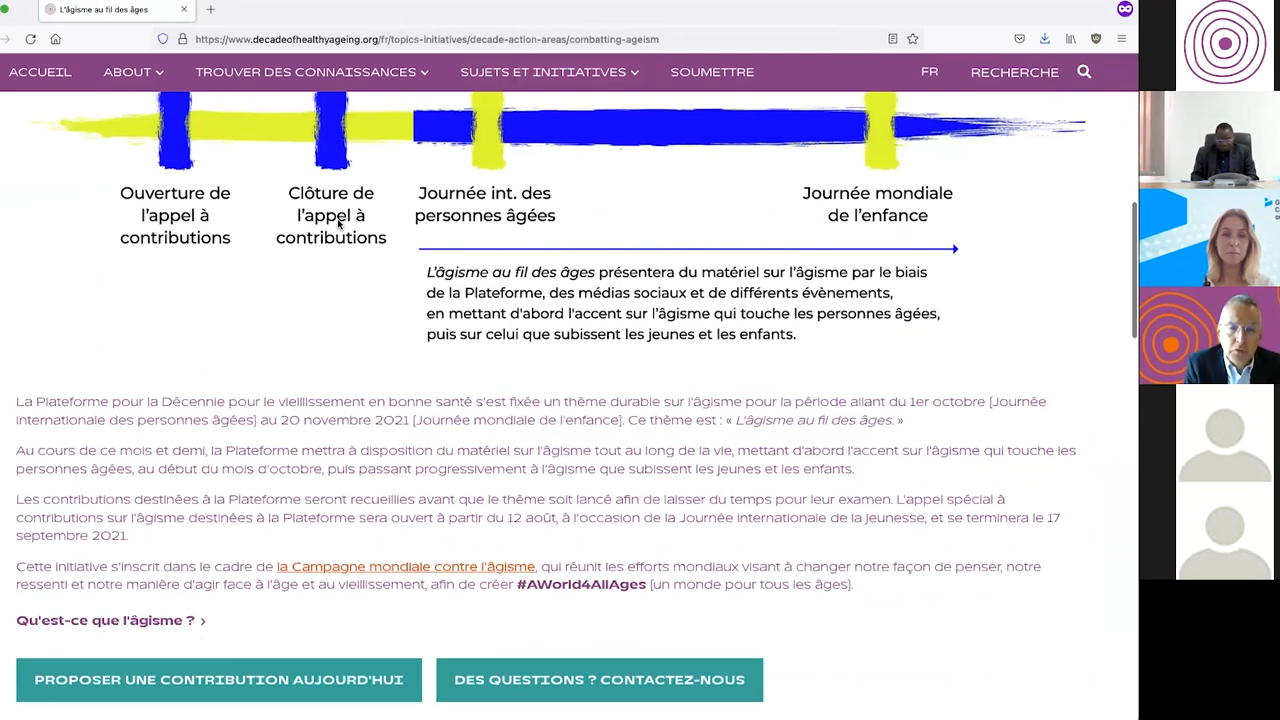 L'âgisme au fil des âges
https://www.decadeofhealthyageing.org/fr/topics-initiatives/decade-action-areas/combatting-ageism
ACCUEIL ABOUT TROUVER DES CONNAISSANCES SUJETS ET INITIATIVES SOUMETTRE FR RECHERCHE
Ouverture de
l'appel à
contributions
Clôture de
l'appel à
contributions
Journée int. des
personnes âgées
Journée mondiale
de l'enfance
L'âgisme au fil des âges présentera du matériel sur l'âgisme par le biais
de la Plateforme, des médias sociaux et de différents évènements,
en mettant d'abord l'accent sur l'âgisme qui touche les personnes âgées,
puis sur celui que subissent les jeunes et les enfants.
La Plateforme pour la Décennie pour le vieillissement en bonne santé s'est fixée un thème durable sur l'âgisme pour la période allant du 1er octobre (Journée
internationale des personnes âgées) au 20 novembre 2021 (Journée mondiale de l'enfance). Ce thème est : « L'âgisme au fil des âges. »
Au cours de ce mois et demi, la Plateforme mettra à disposition du matériel sur l'âgisme tout au long de la vie, mettant d'abord l'accent sur l'âgisme qui touche les
personnes âgées, au début du mois d'octobre, puis passant progressivement à l'âgisme que subissent les jeunes et les enfants.
Les contributions destinées à la Plateforme seront recueillies avant que le thème soit lancé afin de laisser du temps pour leur examen. L'appel spécial à
contributions sur l'âgisme destinées à la Plateforme sera ouvert à partir du 12 août, à l'occasion de la Journée internationale de la jeunesse, et se terminera le 17
septembre 2021.
Cette initiative s'inscrit dans le cadre de la Campagne mondiale contre l'âgisme, qui réunit les efforts mondiaux visant à changer notre façon de penser, notre
ressenti et notre manière d'agir face à l'âge et au vieillissement, afin de créer #AWorld4AllAges (un monde pour tous les âges).
Qu'est-ce que l'âgisme ? >
PROPOSER UNE CONTRIBUTION AUJOURD'HUI
DES QUESTIONS ? CONTACTEZ-NOUS